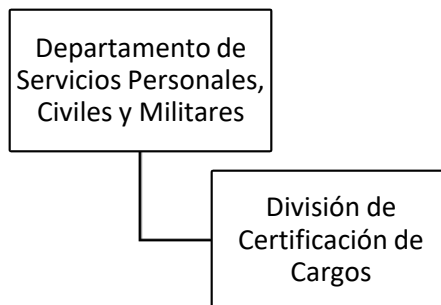 Departamento de
Servicios Personales,
Civiles y Militares
División de
Certificación de
Cargos